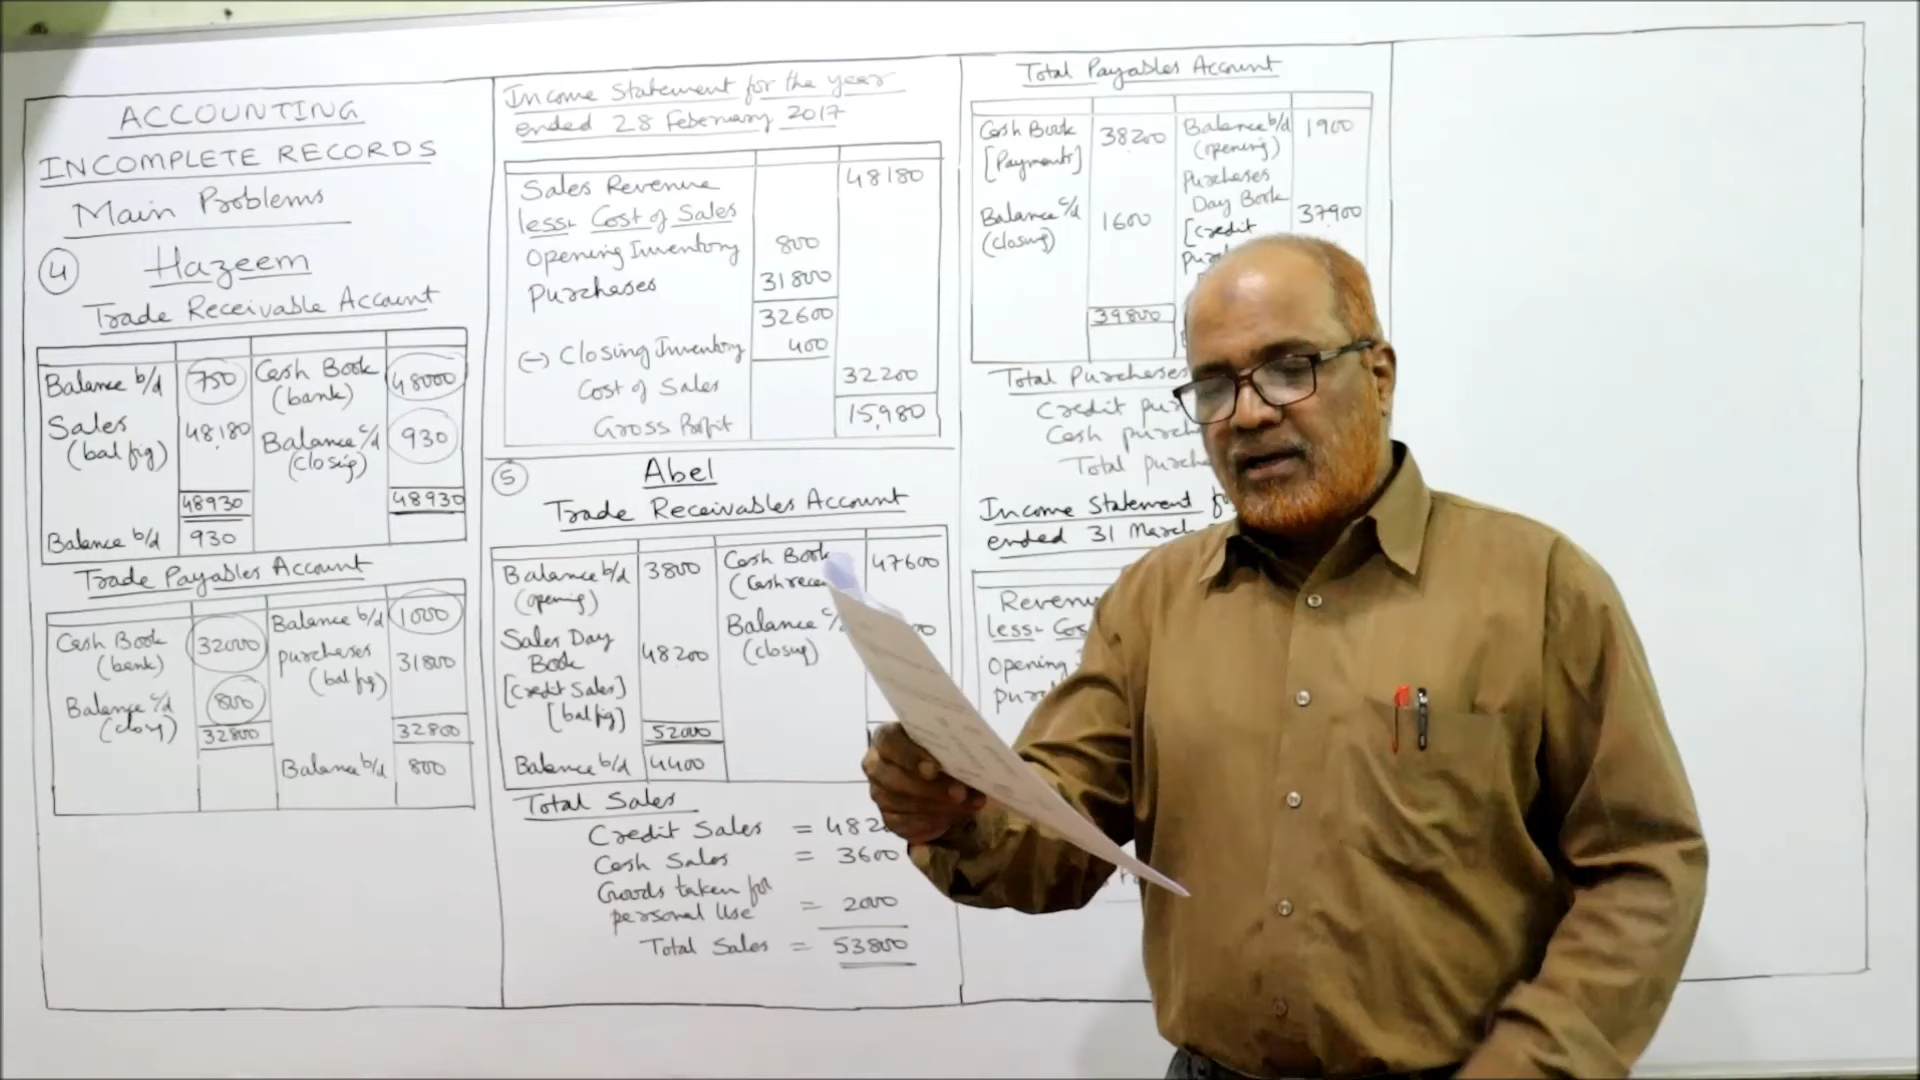 ACCOUNTING
INCOMPLETE RECORDS
Main Problems
4 Hazeem
Trade Receivable Account
Balance b/d 750 Cash Book 48000
(bank)
Sales 48180 Balance c/d 930
(bal fig) (closing)
48930 48930
Balance b/d 930
Trade Payables Account
Cash Book 32000 Balance b/d 1000
(bank) purchases 31800
(bal fig)
Balance c/d 800
(closing)
32800 32800
Balance b/d 800
Income Statement for the year
ended 28 February 2017
Sales Revenue 48180
less:- Cost of Sales
Opening Inventory 800
Purchases 31800
32600
(-) Closing Inventory 400
Cost of Sales 32200
Gross Profit 15,980
5 Abel
Trade Receivables Account
Balance b/d 3800 Cash Book 47600
(opening) (Cash
Sales Day 48200 Balance
Book (closing)
[Credit Sales]
[bal fig]
52000
Balance b/d 4400
Total Sales
Credit Sales = 482
Cash Sales = 3600
Goods taken for
personal Use = 2000
Total Sales = 53800
Total Payables Account
Cash Book 38200 Balance b/d 1900
[Payments] (opening)
Purchases
Balance c/d 1600 Day Book 37900
(closing) [Credit
39800
Total Purchases
Credit
Cash
Total
Income Statement
ended 31 March
less:-
Opening